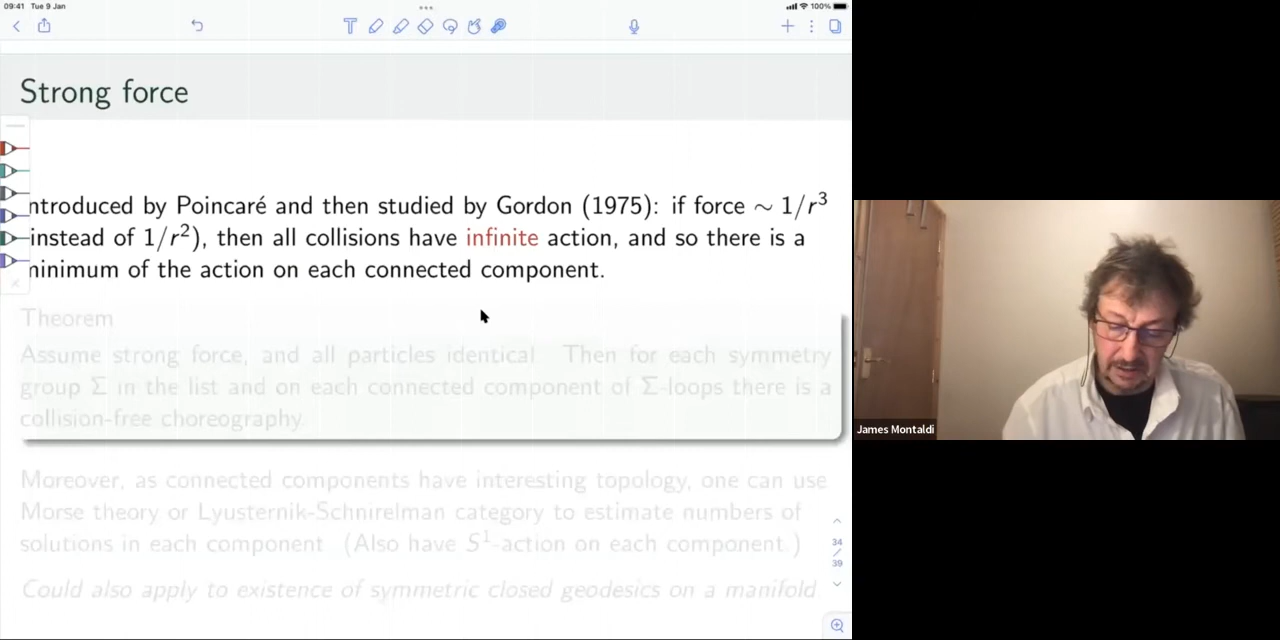 09:41 Tue 9 Jan
100%
Strong force
ntroduced by Poincaré and then studied by Gordon (1975): if force ∼ 1/r³
instead of 1/r²), then all collisions have infinite action, and so there is a
minimum of the action on each connected component.
Theorem
Assume strong force, and all particles identical. Then for each symmetry
group Σ in the list and on each connected component of Σ-loops there is a
collision-free choreography.
Moreover, as connected components have interesting topology, one can use
Morse theory or Lyusternik-Schnirelman category to estimate numbers of
solutions in each component. (Also have S¹-action on each component.)
Could also apply to existence of symmetric closed geodesics on a manifold
34
/
39
James Montaldi